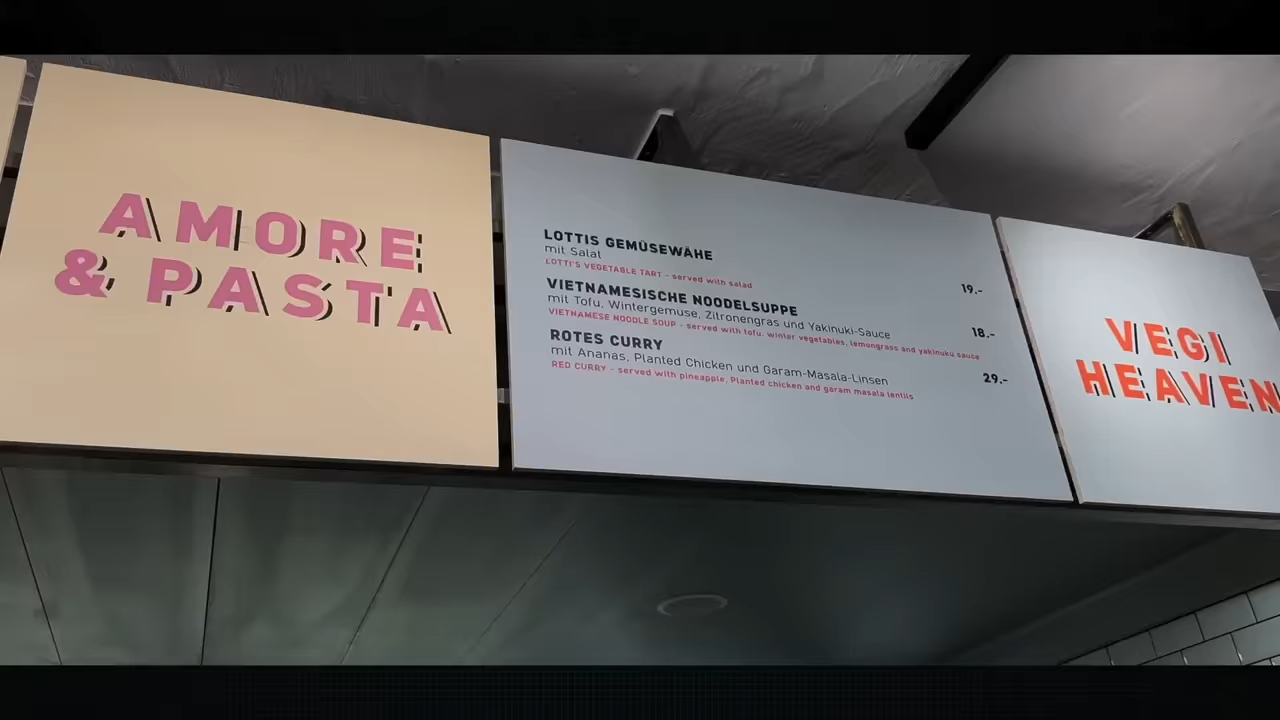 AMORE
& PASTA
LOTTIS GEMÜSEWÄHE
mit Salat
LOTTI'S VEGETABLE TART - served with salad
19.-
VIETNAMESISCHE NOODELSUPPE
mit Tofu, Wintergemuse, Zitronengras und Yakinuki-Sauce
VIETNAMESE NOODLE SOUP - served with tofu, winter vegetables, lemongrass and yakinuku sauce
18.-
ROTES CURRY
mit Ananas, Planted Chicken und Garam-Masala-Linsen
RED CURRY - served with pineapple, Planted chicken and garam masala lentils
29.-
VEGI
HEAVEN